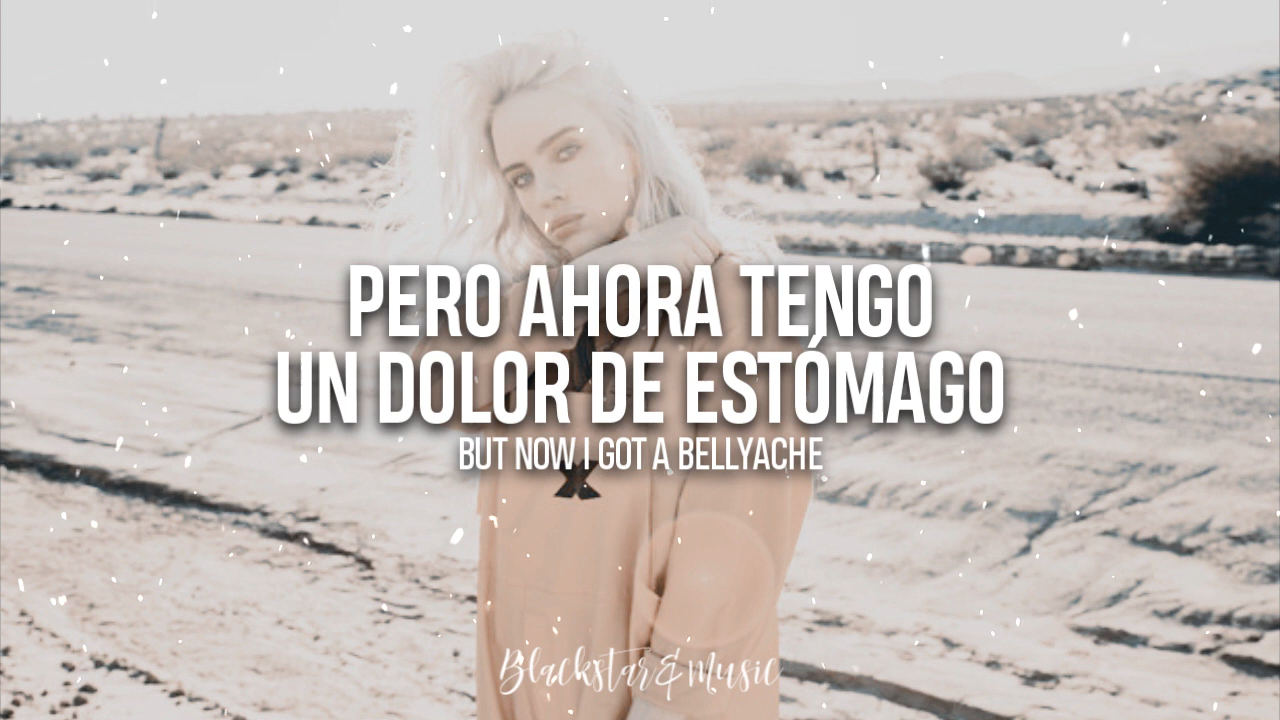 PERO AHORA TENGO
UN DOLOR DE ESTÓMAGO
BUT NOW I GOT A BELLYACHE
Blackstar&Music